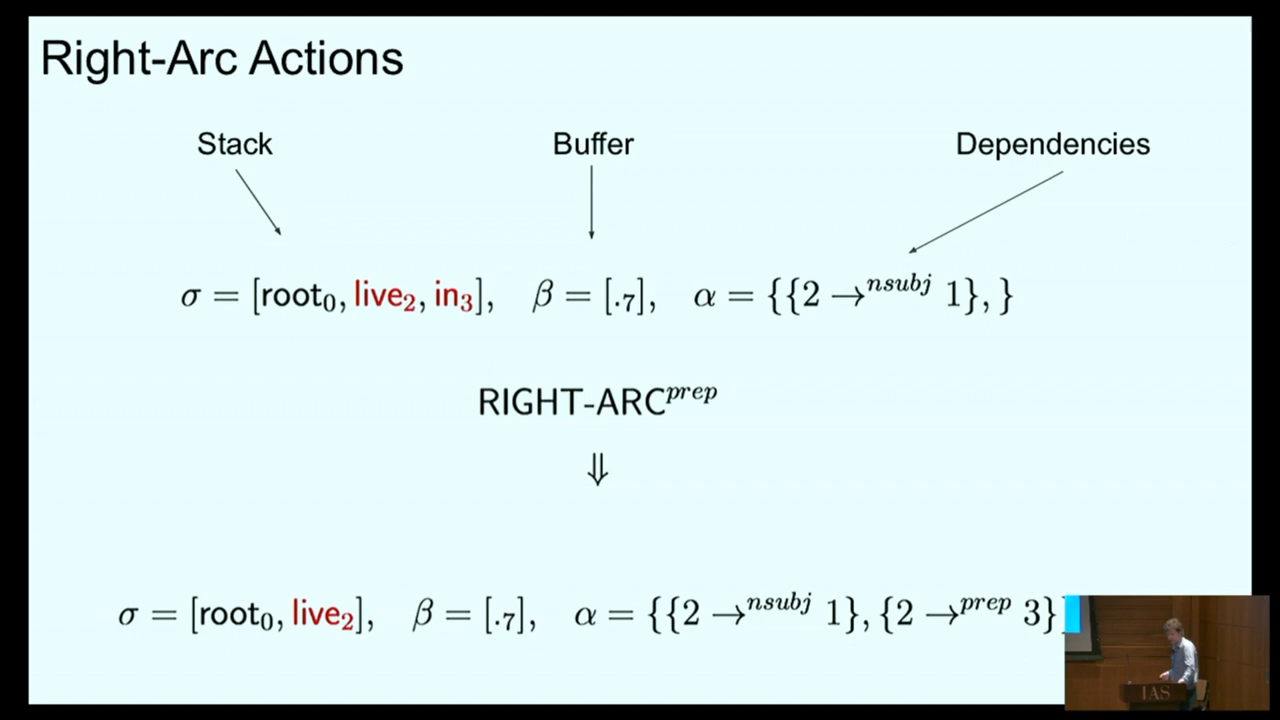 Right-Arc Actions
Stack Buffer Dependencies
σ = [root₀, live₂, in₃], β = [.₇], α = {{2 →ⁿˢᵘᵇʲ 1}, }
RIGHT-ARCᵖʳᵉᵖ
⇓
σ = [root₀, live₂], β = [.₇], α = {{2 →ⁿˢᵘᵇʲ 1}, {2 →ᵖʳᵉᵖ 3}
IAS